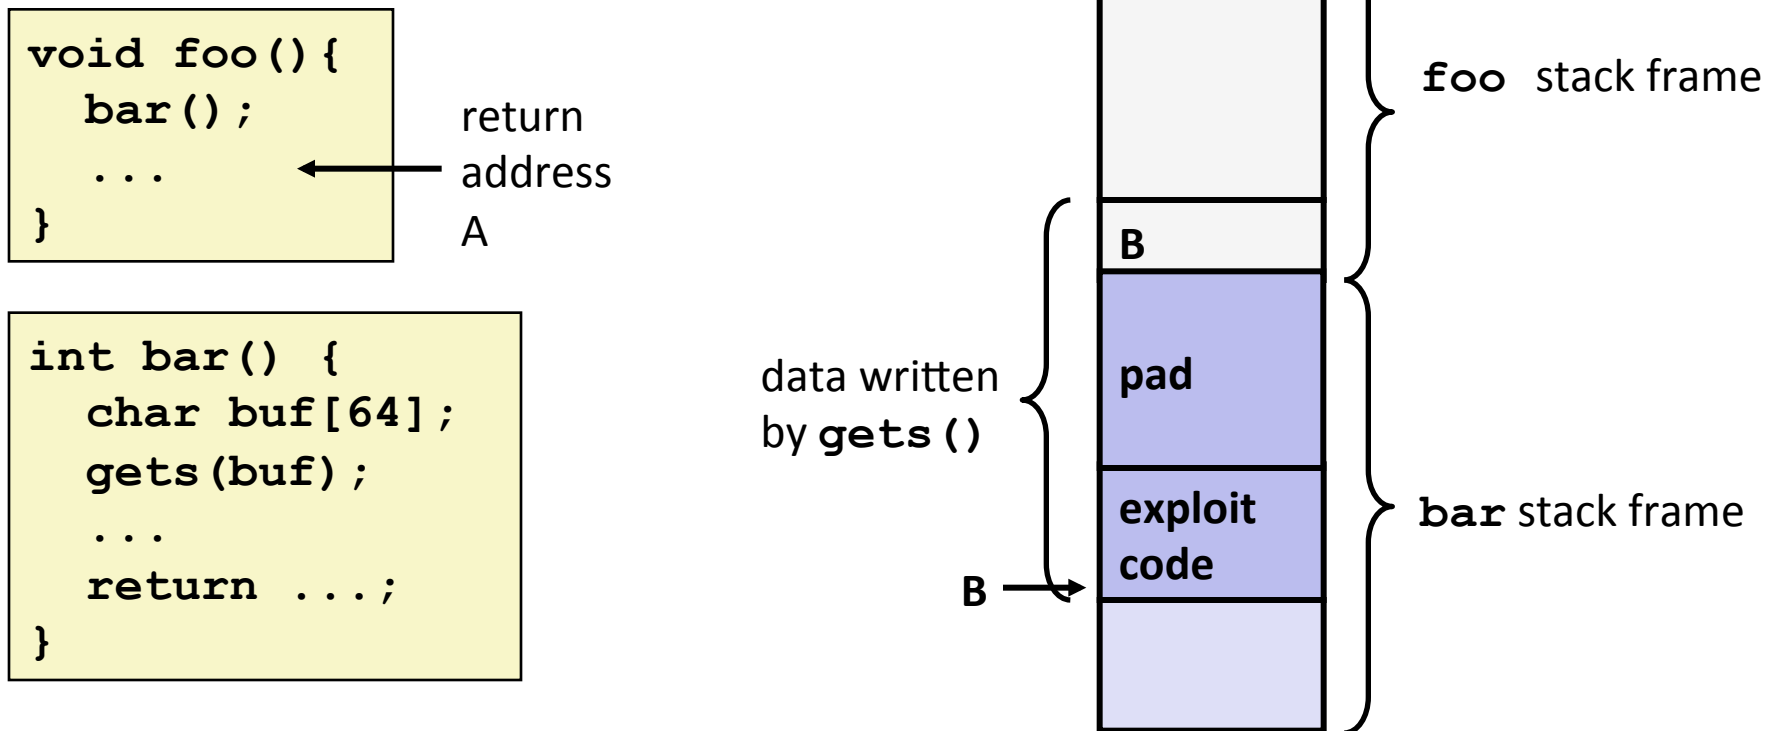 void foo(){
bar();
...
}
return
address
A
int bar() {
char buf[64];
gets(buf);
...
return ...;
}
data written
by gets()
B
B
pad
exploit
code
foo stack frame
bar stack frame